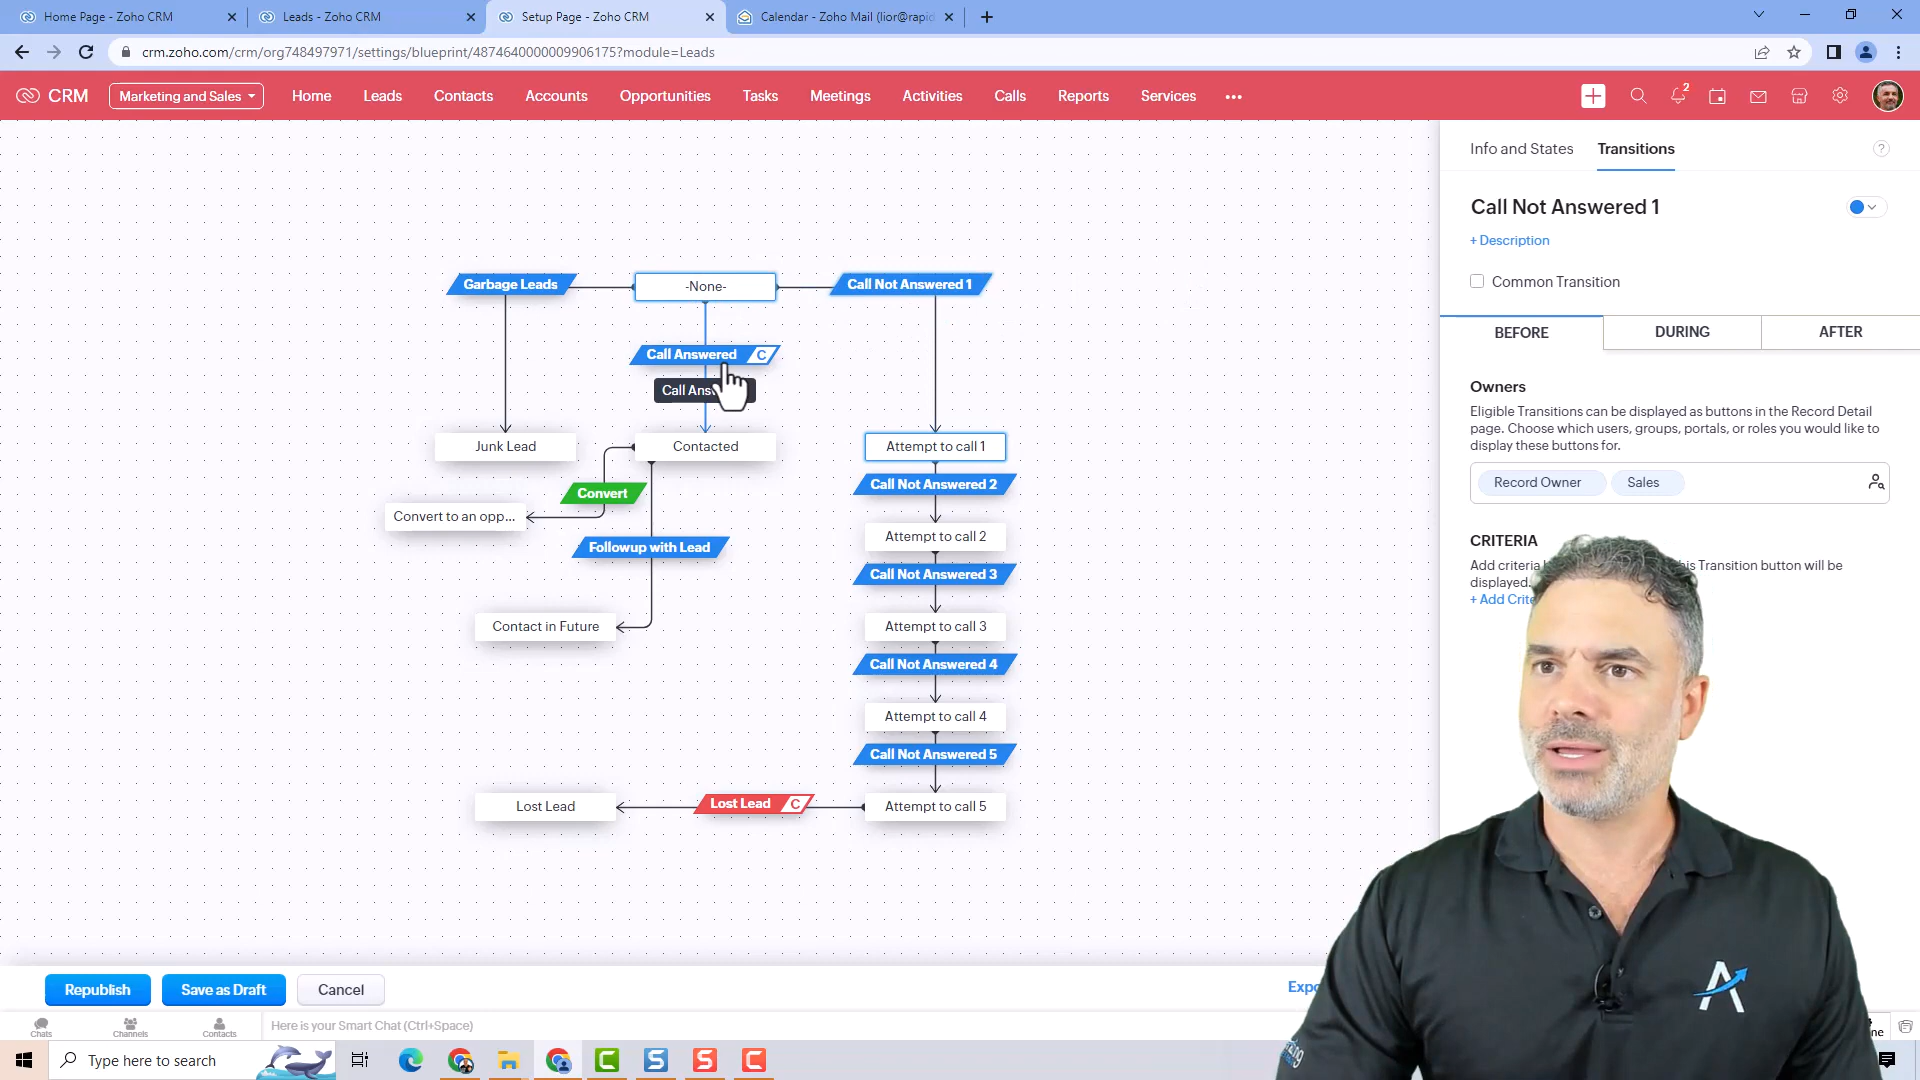 Home Page - Zoho CRM
Leads - Zoho CRM
Setup Page - Zoho CRM
Calendar - Zoho Mail (lior@rapid
crm.zoho.com/crm/org748497971/settings/blueprint/4874640000009906175?module=Leads
CRM
Marketing and Sales
Home
Leads
Contacts
Accounts
Opportunities
Tasks
Meetings
Activities
Calls
Reports
Services
2
Info and States
Transitions
?
Call Not Answered 1
+ Description
Common Transition
BEFORE
DURING
AFTER
Owners
Eligible Transitions can be displayed as buttons in the Record Detail
page. Choose which users, groups, portals, or roles you would like to
display these buttons for.
Record Owner
Sales
CRITERIA
Add criteria
his Transition button will be
displayed.
+ Add Crite
Garbage Leads
-None-
Call Not Answered 1
Call Answered
C
Call Ans
Junk Lead
Contacted
Attempt to call 1
Call Not Answered 2
Convert
Convert to an opp...
Attempt to call 2
Followup with Lead
Call Not Answered 3
Contact in Future
Attempt to call 3
Call Not Answered 4
Attempt to call 4
Call Not Answered 5
Lost Lead
Lost Lead
C
Attempt to call 5
Republish
Save as Draft
Cancel
Expo
Chats
Channels
Contacts
Here is your Smart Chat (Ctrl+Space)
ne
Type here to search